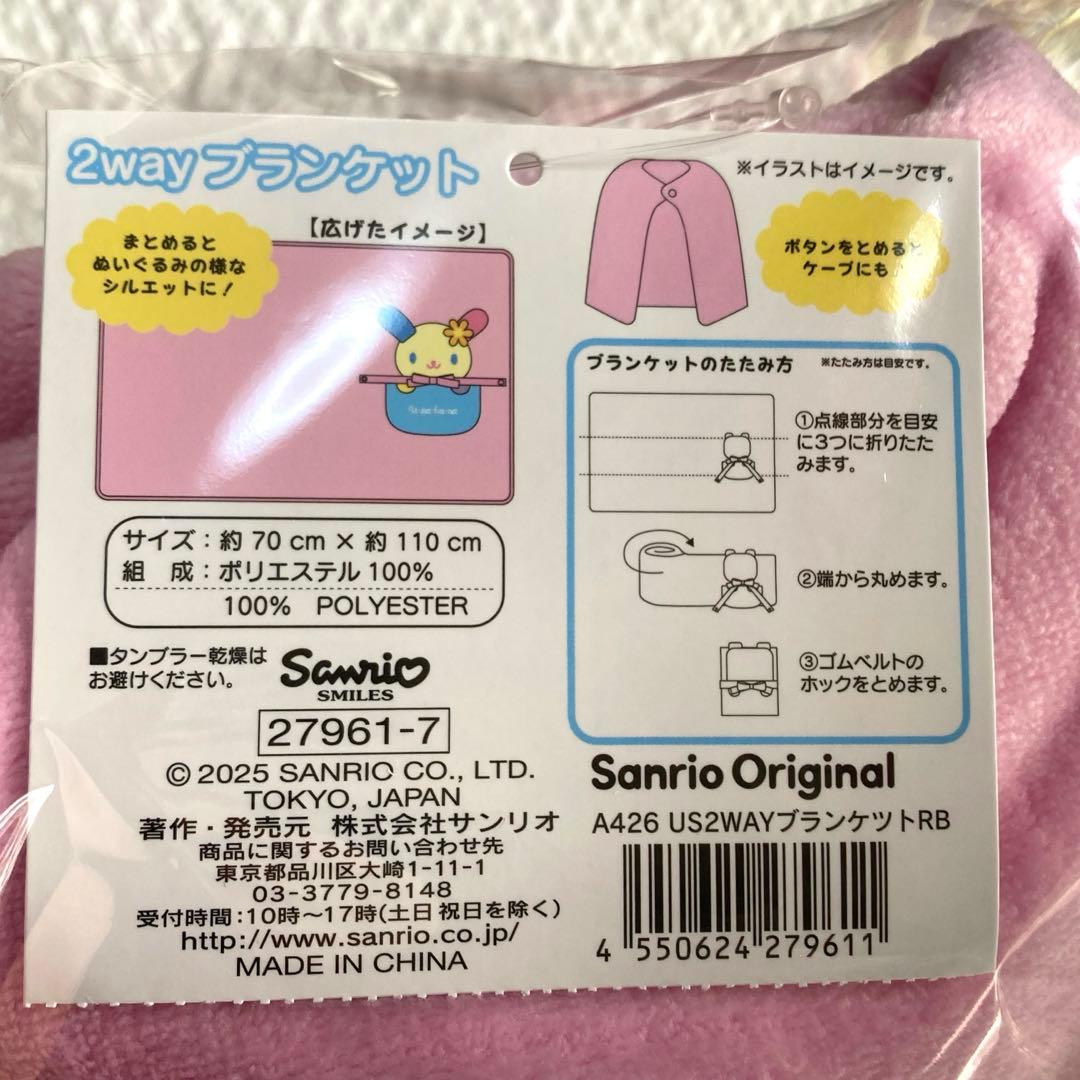 2wayブランケット
まとめると
ぬいぐるみの様な
シルエットに!
【広げたイメージ】
※イラストはイメージです。
ボタンをとめると
ケープにも♪
サイズ：約 70 cm × 約 110 cm
組　成：ポリエステル 100%
100%　POLYESTER
■タンブラー乾燥は
お避けください。
Sanrio
SMILES
27961-7
© 2025 SANRIO CO., LTD.
TOKYO, JAPAN
著作・発売元 株式会社サンリオ
商品に関するお問い合わせ先
東京都品川区大崎1-11-1
03-3779-8148
受付時間：10時～17時(土日祝日を除く)
http://www.sanrio.co.jp/
MADE IN CHINA
ブランケットのたたみ方 ※たたみ方は目安です。
①点線部分を目安
に3つに折りたた
みます。
②端から丸めます。
③ゴムベルトの
ホックをとめます。
Sanrio Original
A426 US2WAYブランケツトRB
4 550624 279611